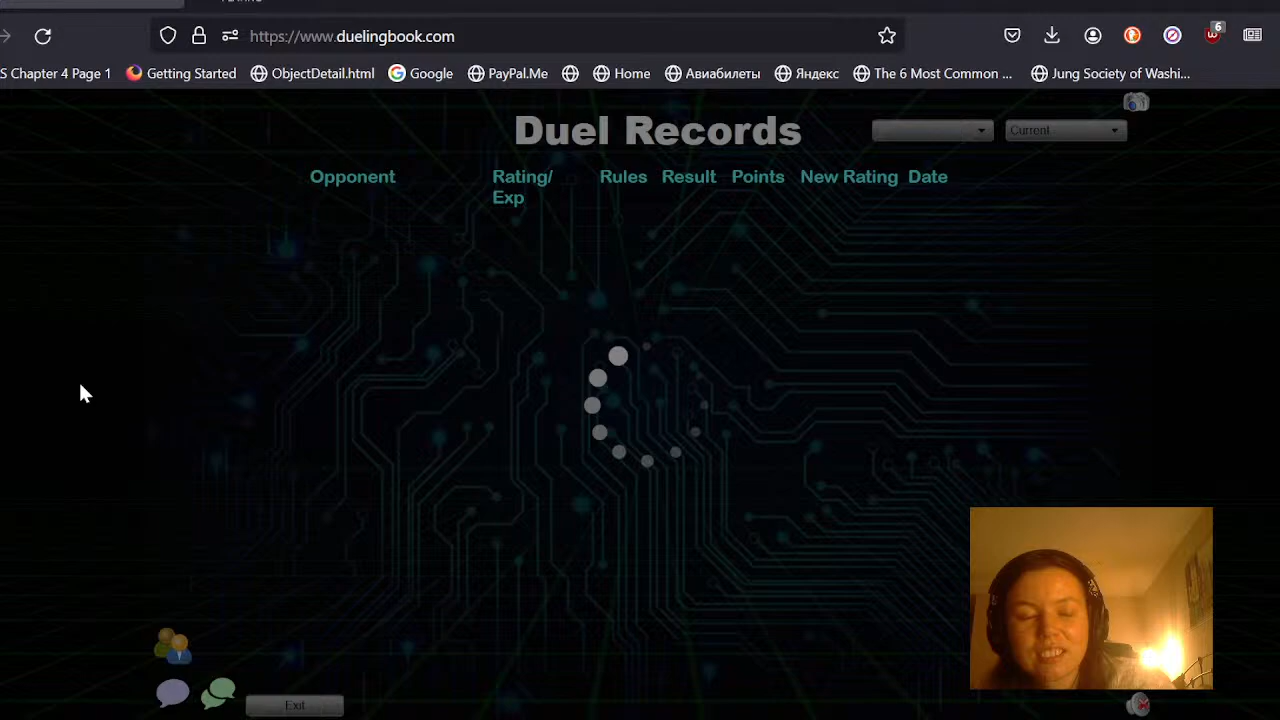 https://www.duelingbook.com
6
S Chapter 4 Page 1 Getting Started ObjectDetail.html Google PayPal.Me Home Авиабилеты Яндекс The 6 Most Common ... Jung Society of Washi...
Duel Records
Current
Opponent Rating/ Rules Result Points New Rating Date
Exp
Exit